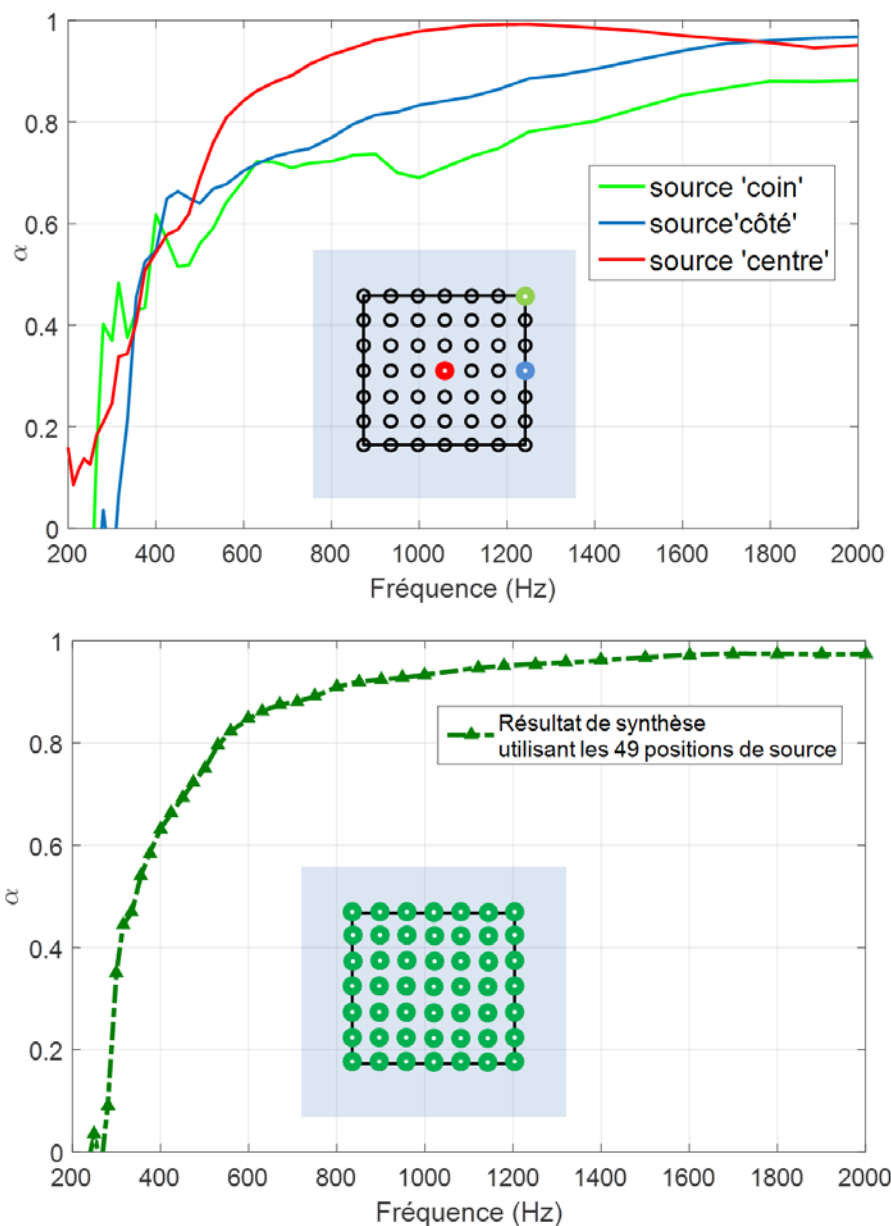 1
0.8
0.6
0.4
0.2
0
α
200 400 600 800 1000 1200 1400 1600 1800 2000
Fréquence (Hz)
source 'coin'
source'côté'
source 'centre'
1
0.8
0.6
0.4
0.2
0
α
200 400 600 800 1000 1200 1400 1600 1800 2000
Fréquence (Hz)
Résultat de synthèse
utilisant les 49 positions de source